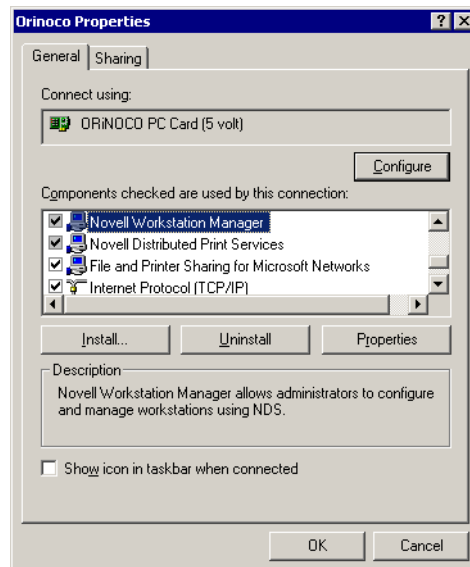 Orinoco Properties
General Sharing
Connect using:
ORiNOCO PC Card (5 volt)
Configure
Components checked are used by this connection:
Novell Workstation Manager
Novell Distributed Print Services
File and Printer Sharing for Microsoft Networks
Internet Protocol (TCP/IP)
Install... Uninstall Properties
Description
Novell Workstation Manager allows administrators to configure
and manage workstations using NDS.
Show icon in taskbar when connected
OK Cancel